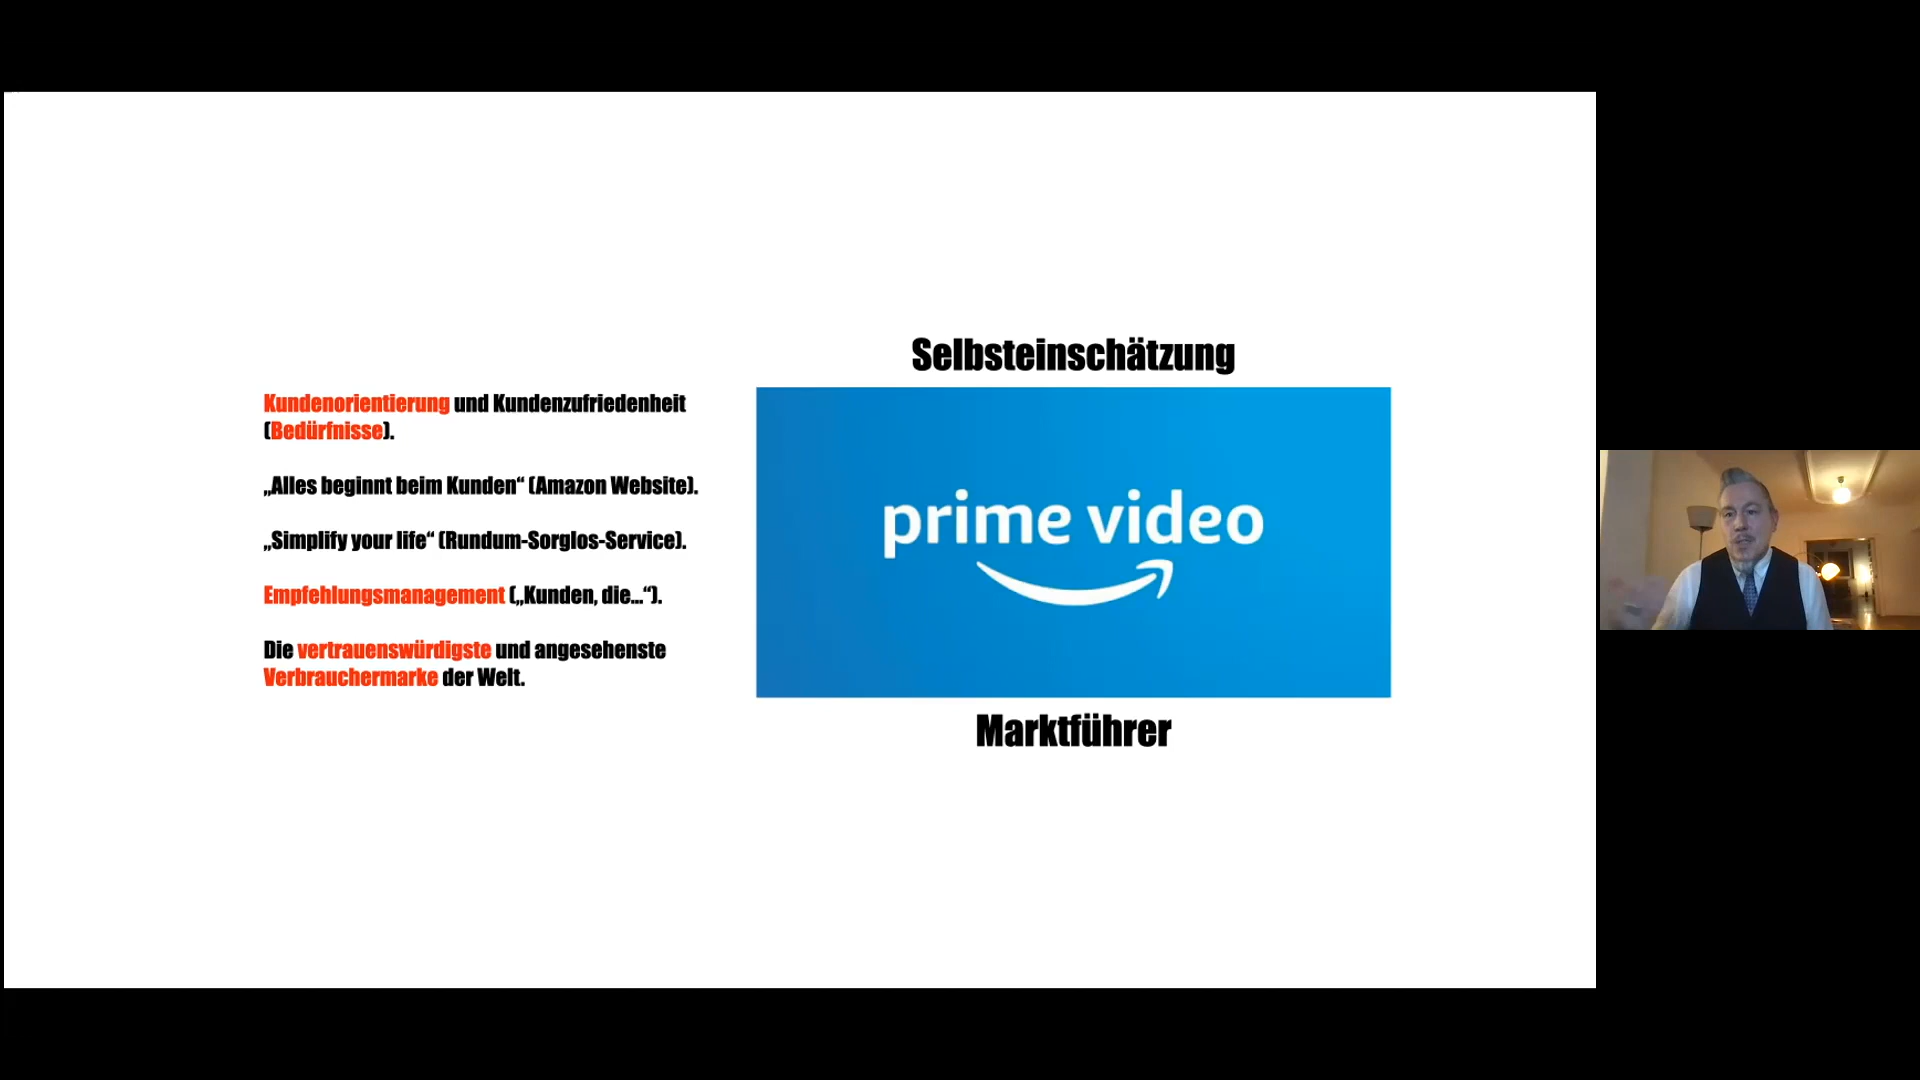 Selbsteinschätzung
Kundenorientierung und Kundenzufriedenheit
(Bedürfnisse).
„Alles beginnt beim Kunden“ (Amazon Website).
„Simplify your life“ (Rundum-Sorglos-Service).
Empfehlungsmanagement („Kunden, die...“).
Die vertrauenswürdigste und angesehenste
Verbrauchermarke der Welt.
prime video
Marktführer